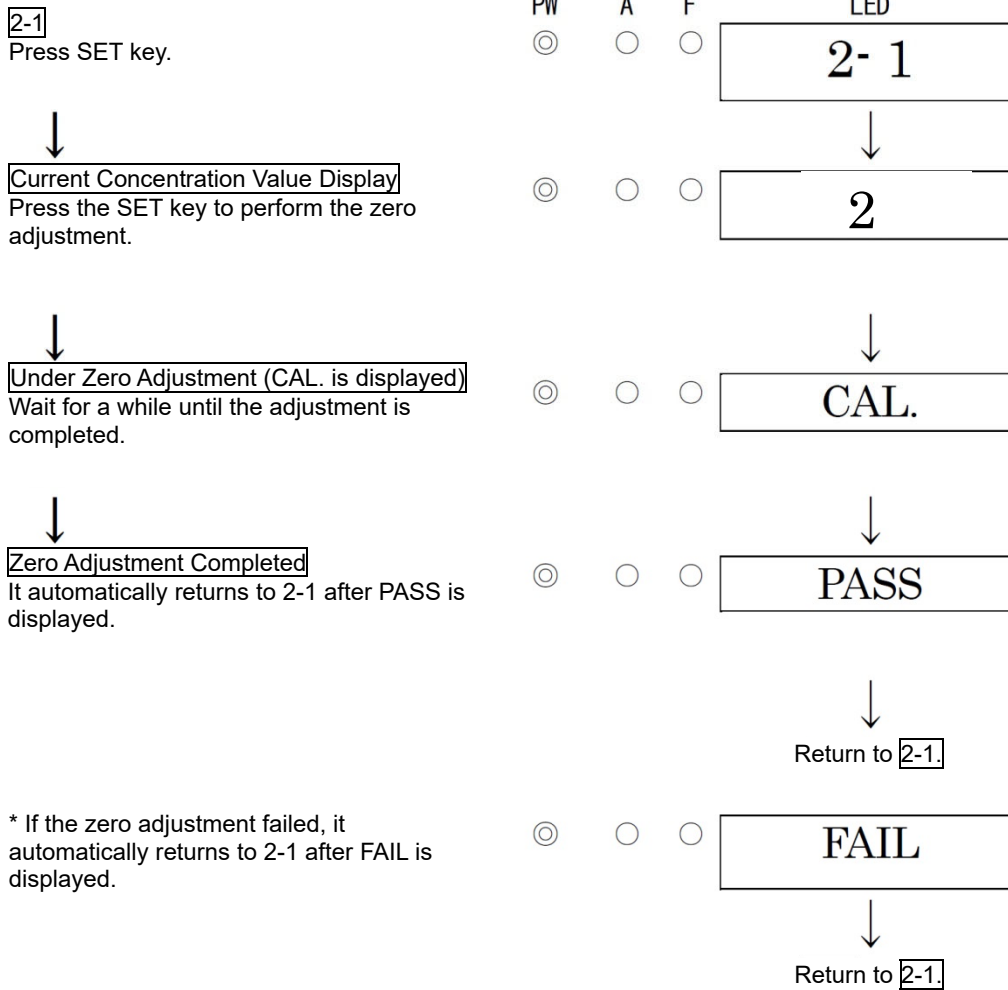 PW A F LED
2-1
Press SET key.
2- 1
Current Concentration Value Display
Press the SET key to perform the zero
adjustment.
2
Under Zero Adjustment (CAL. is displayed)
Wait for a while until the adjustment is
completed.
CAL.
Zero Adjustment Completed
It automatically returns to 2-1 after PASS is
displayed.
PASS
Return to 2-1.
* If the zero adjustment failed, it
automatically returns to 2-1 after FAIL is
displayed.
FAIL
Return to 2-1.